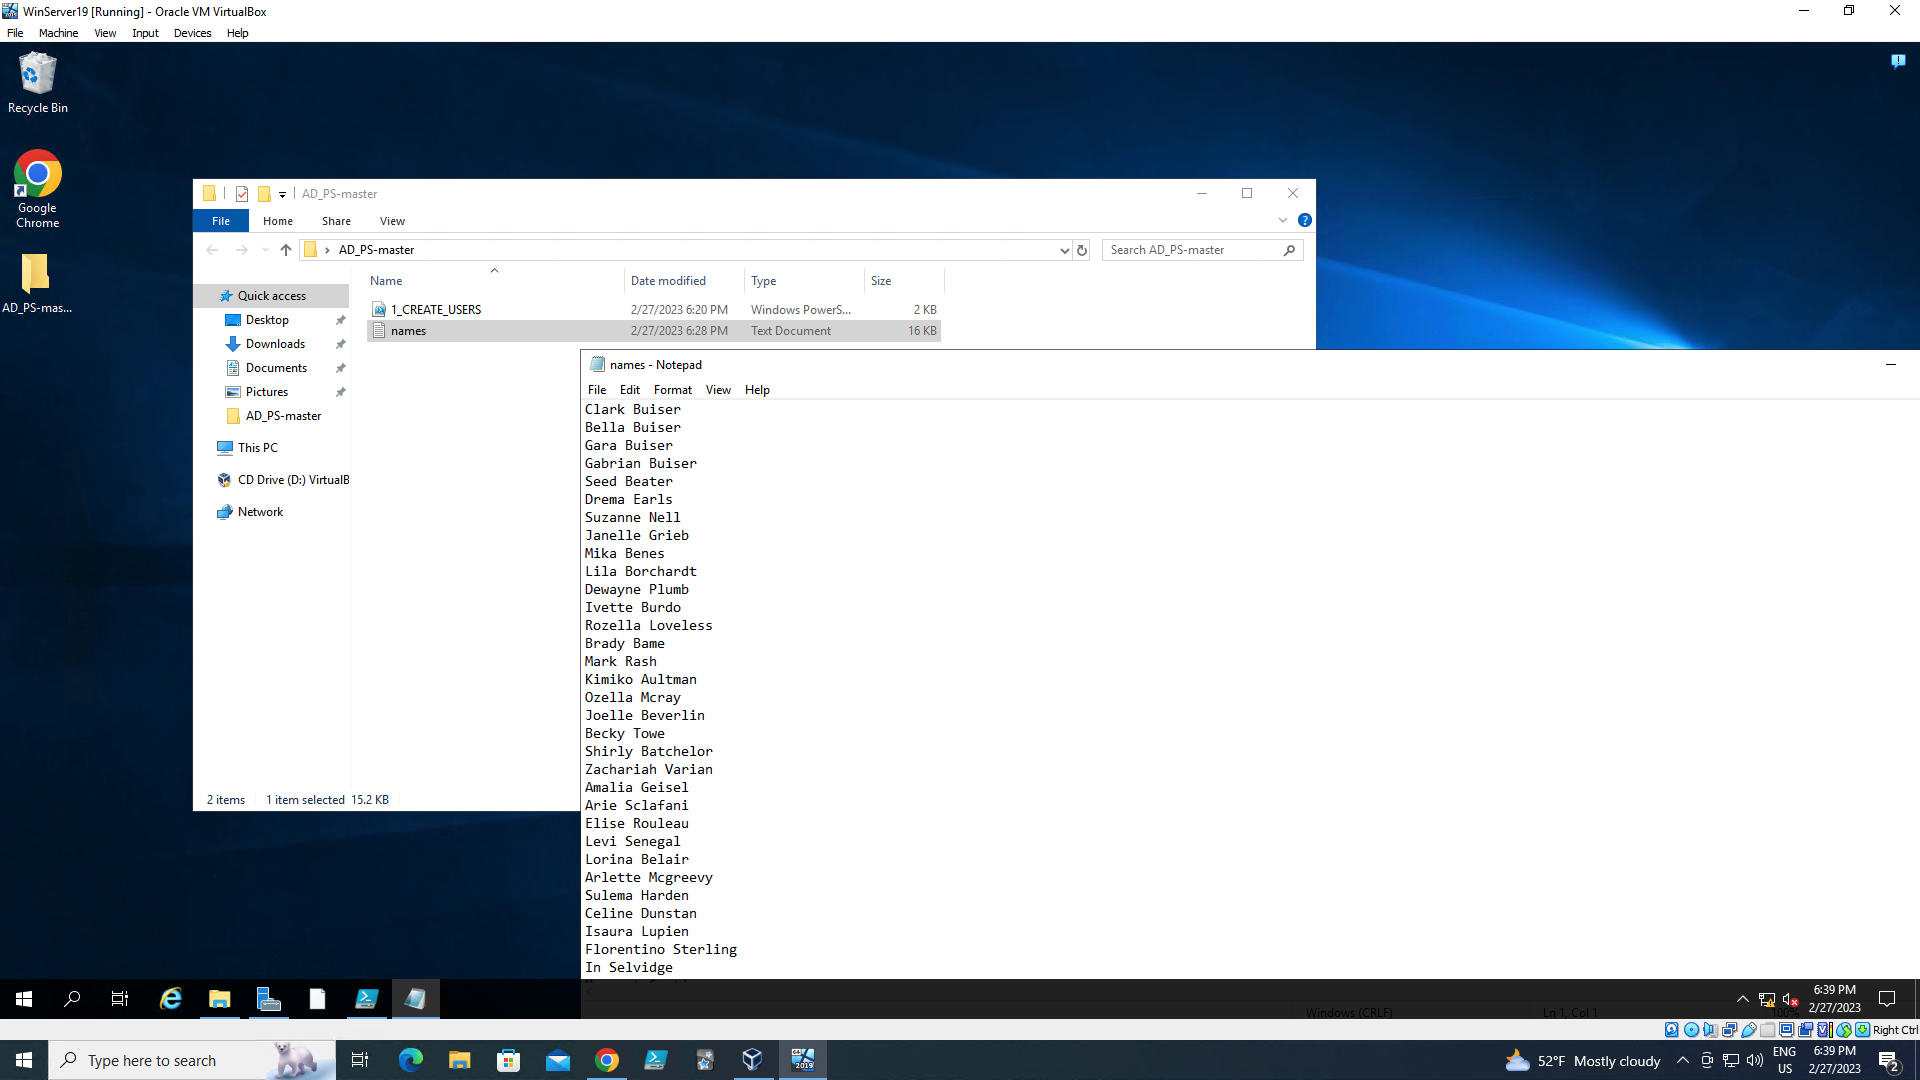 WinServer19 [Running] - Oracle VM VirtualBox
File Machine View Input Devices Help
Recycle Bin
Google
Chrome
AD_PS-mas...
AD_PS-master
File Home Share View
AD_PS-master
Search AD_PS-master
Name Date modified Type Size
Quick access
Desktop
Downloads
Documents
Pictures
AD_PS-master
This PC
CD Drive (D:) VirtualB
Network
1_CREATE_USERS 2/27/2023 6:20 PM Windows PowerS... 2 KB
names 2/27/2023 6:28 PM Text Document 16 KB
2 items 1 item selected 15.2 KB
names - Notepad
File Edit Format View Help
Clark Buiser
Bella Buiser
Gara Buiser
Gabrian Buiser
Seed Beater
Drema Earls
Suzanne Nell
Janelle Grieb
Mika Benes
Lila Borchardt
Dewayne Plumb
Ivette Burdo
Rozella Loveless
Brady Bame
Mark Rash
Kimiko Aultman
Ozella Mcray
Joelle Beverlin
Becky Towe
Shirly Batchelor
Zachariah Varian
Amalia Geisel
Arie Sclafani
Elise Rouleau
Levi Senegal
Lorina Belair
Arlette Mcgreevy
Sulema Harden
Celine Dunstan
Isaura Lupien
Florentino Sterling
In Selvidge
Windows (CRLF) Ln 1, Col 1 100%
6:39 PM
2/27/2023
Right Ctrl
Type here to search
2019
52°F Mostly cloudy
ENG
US
6:39 PM
2/27/2023
2